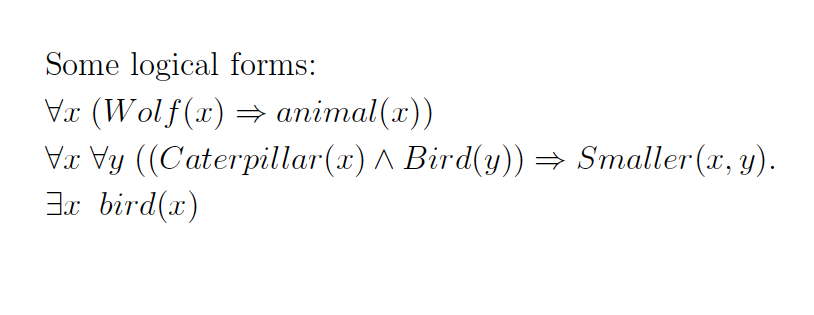 Some logical forms:
∀x (Wolf(x) ⇒ animal(x))
∀x ∀y ((Caterpillar(x) ∧ Bird(y)) ⇒ Smaller(x, y).
∃x bird(x)